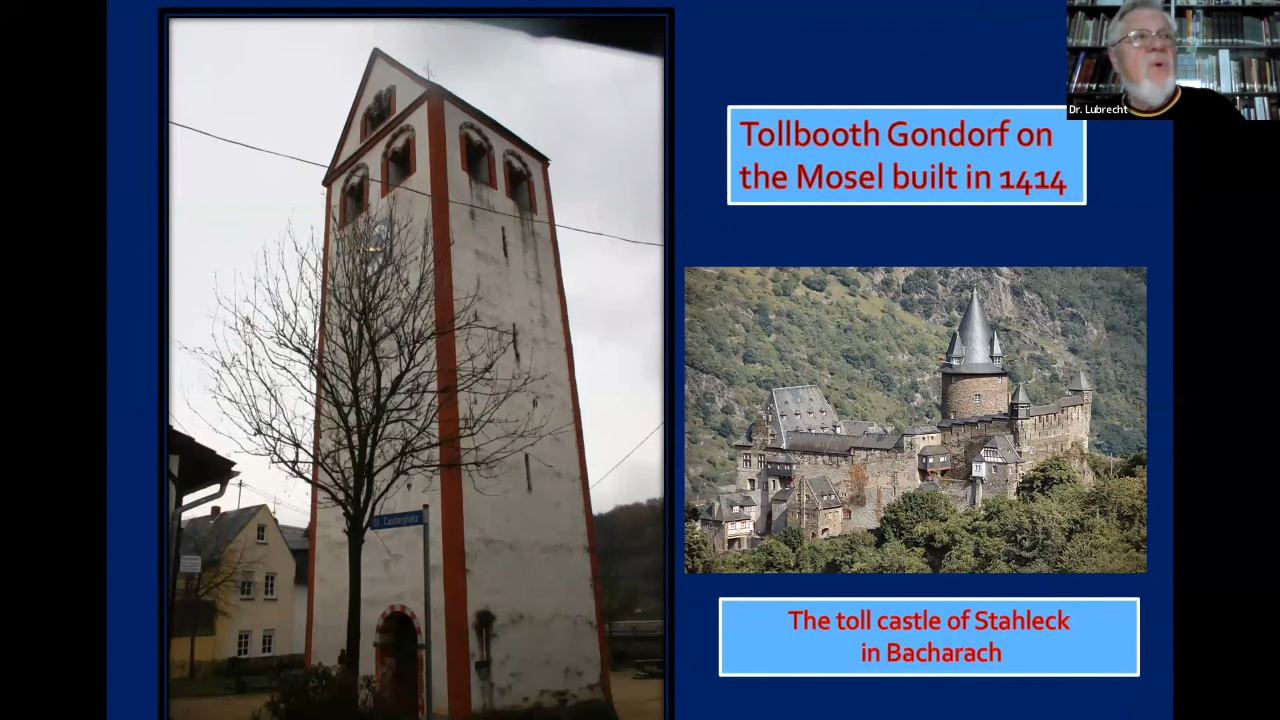 Tollbooth Gondorf on
the Mosel built in 1414
Dr. Lubrecht
St. Castorplatz
The toll castle of Stahleck
in Bacharach